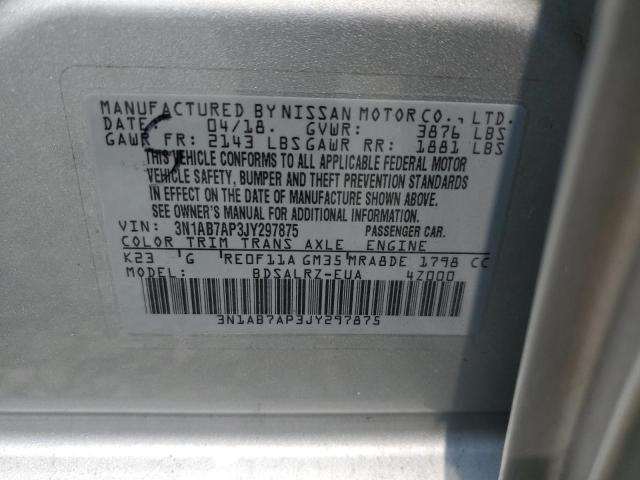 MANUFACTURED BY NISSAN MOTOR CO., LTD.
DATE: 04/18. GVWR: 3876 LBS
GAWR FR: 2143 LBS GAWR RR: 1881 LBS
THIS VEHICLE CONFORMS TO ALL APPLICABLE FEDERAL MOTOR
VEHICLE SAFETY, BUMPER AND THEFT PREVENTION STANDARDS
IN EFFECT ON THE DATE OF MANUFACTURE SHOWN ABOVE.
SEE OWNER'S MANUAL FOR ADDITIONAL INFORMATION.
VIN: 3N1AB7AP3JY297875 PASSENGER CAR.
COLOR TRIM TRANS AXLE ENGINE
K23 G RE0F11A GM35 MRA8DE 1798 CC
MODEL: BDSALRZ-EUA 4Z000
3N1AB7AP3JY297875